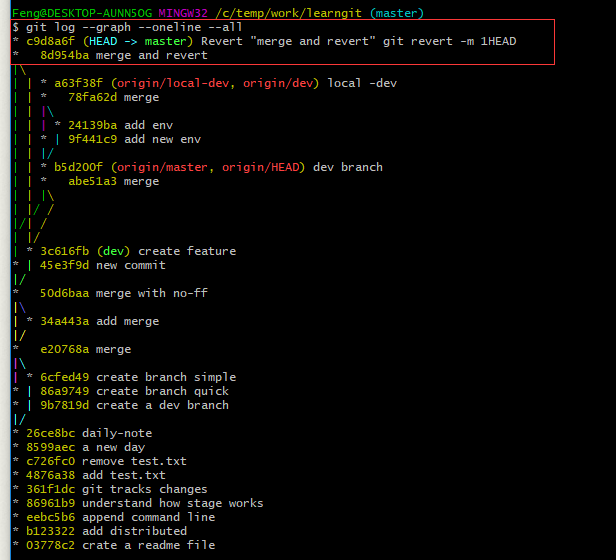 Feng@DESKTOP-AUNN5OG MINGW32 /c/temp/work/learngit (master)
$ git log --graph --oneline --all
* c9d8a6f (HEAD -> master) Revert "merge and revert" git revert -m 1HEAD
*   8d954ba merge and revert
|\
| | * a63f38f (origin/local-dev, origin/dev) local -dev
| | *   78fa62d merge
| | |\
| | | * 24139ba add env
| | * | 9f441c9 add new env
| | |/
| | * b5d200f (origin/master, origin/HEAD) dev branch
| | *   abe51a3 merge
| | |\
| |/ /
|/| /
| |/
| * 3c616fb (dev) create feature
* | 45e3f9d new commit
|/
*   50d6baa merge with no-ff
|\
| * 34a443a add merge
|/
*   e20768a merge
|\
| * 6cfed49 create branch simple
* | 86a9749 create branch quick
* | 9b7819d create a dev branch
|/
* 26ce8bc daily-note
* 8599aec a new day
* c726fc0 remove test.txt
* 4876a38 add test.txt
* 361f1dc git tracks changes
* 86961b9 understand how stage works
* eebc5b6 append command line
* b123322 add distributed
* 03778c2 crate a readme file